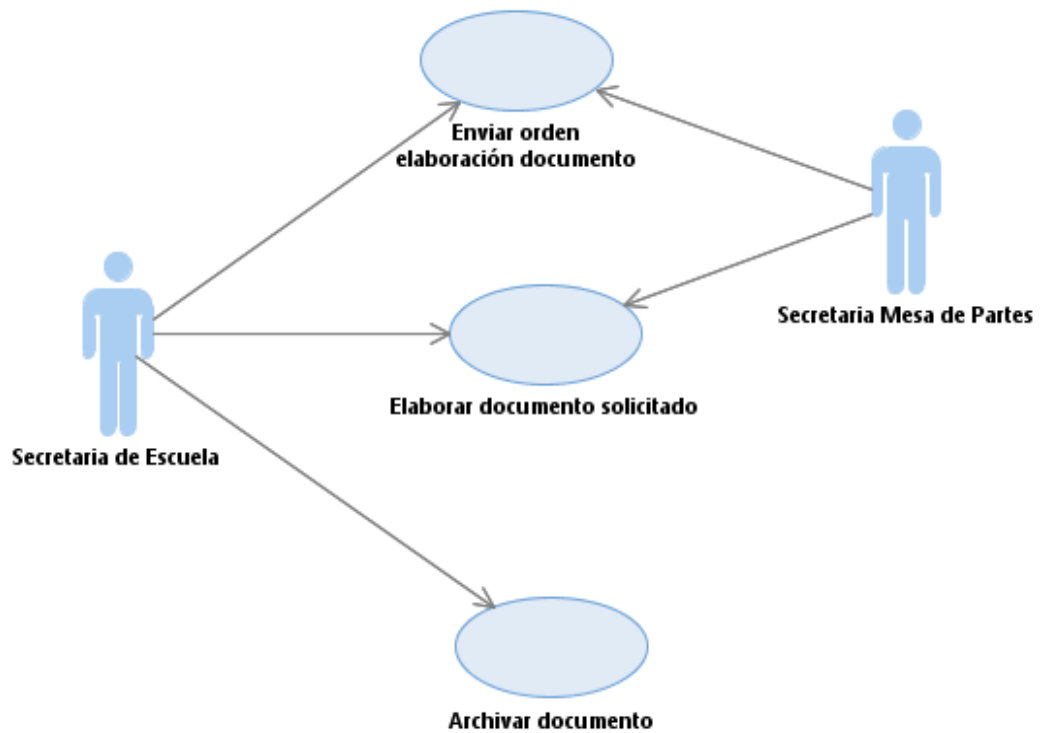 Enviar orden
elaboración documento
Secretaria Mesa de Partes
Elaborar documento solicitado
Secretaria de Escuela
Archivar documento